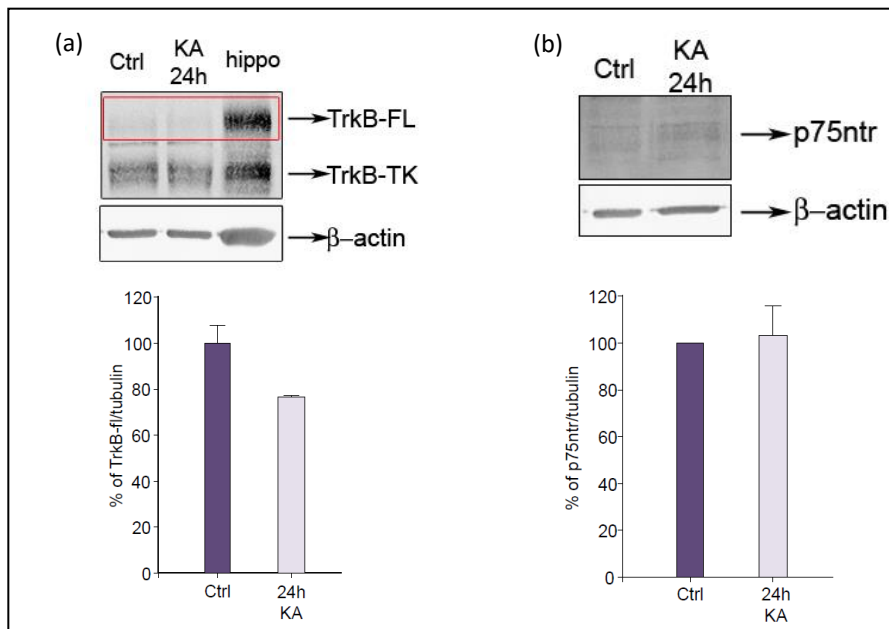 (a)
Ctrl
KA
24h
hippo
TrkB-FL
TrkB-TK
β–actin
% of TrkB-fl/tubulin
120
100
80
60
40
20
0
Ctrl
24h
KA
(b)
Ctrl
KA
24h
p75ntr
β–actin
% of p75ntr/tubulin
120
100
80
60
40
20
0
Ctrl
24h
KA